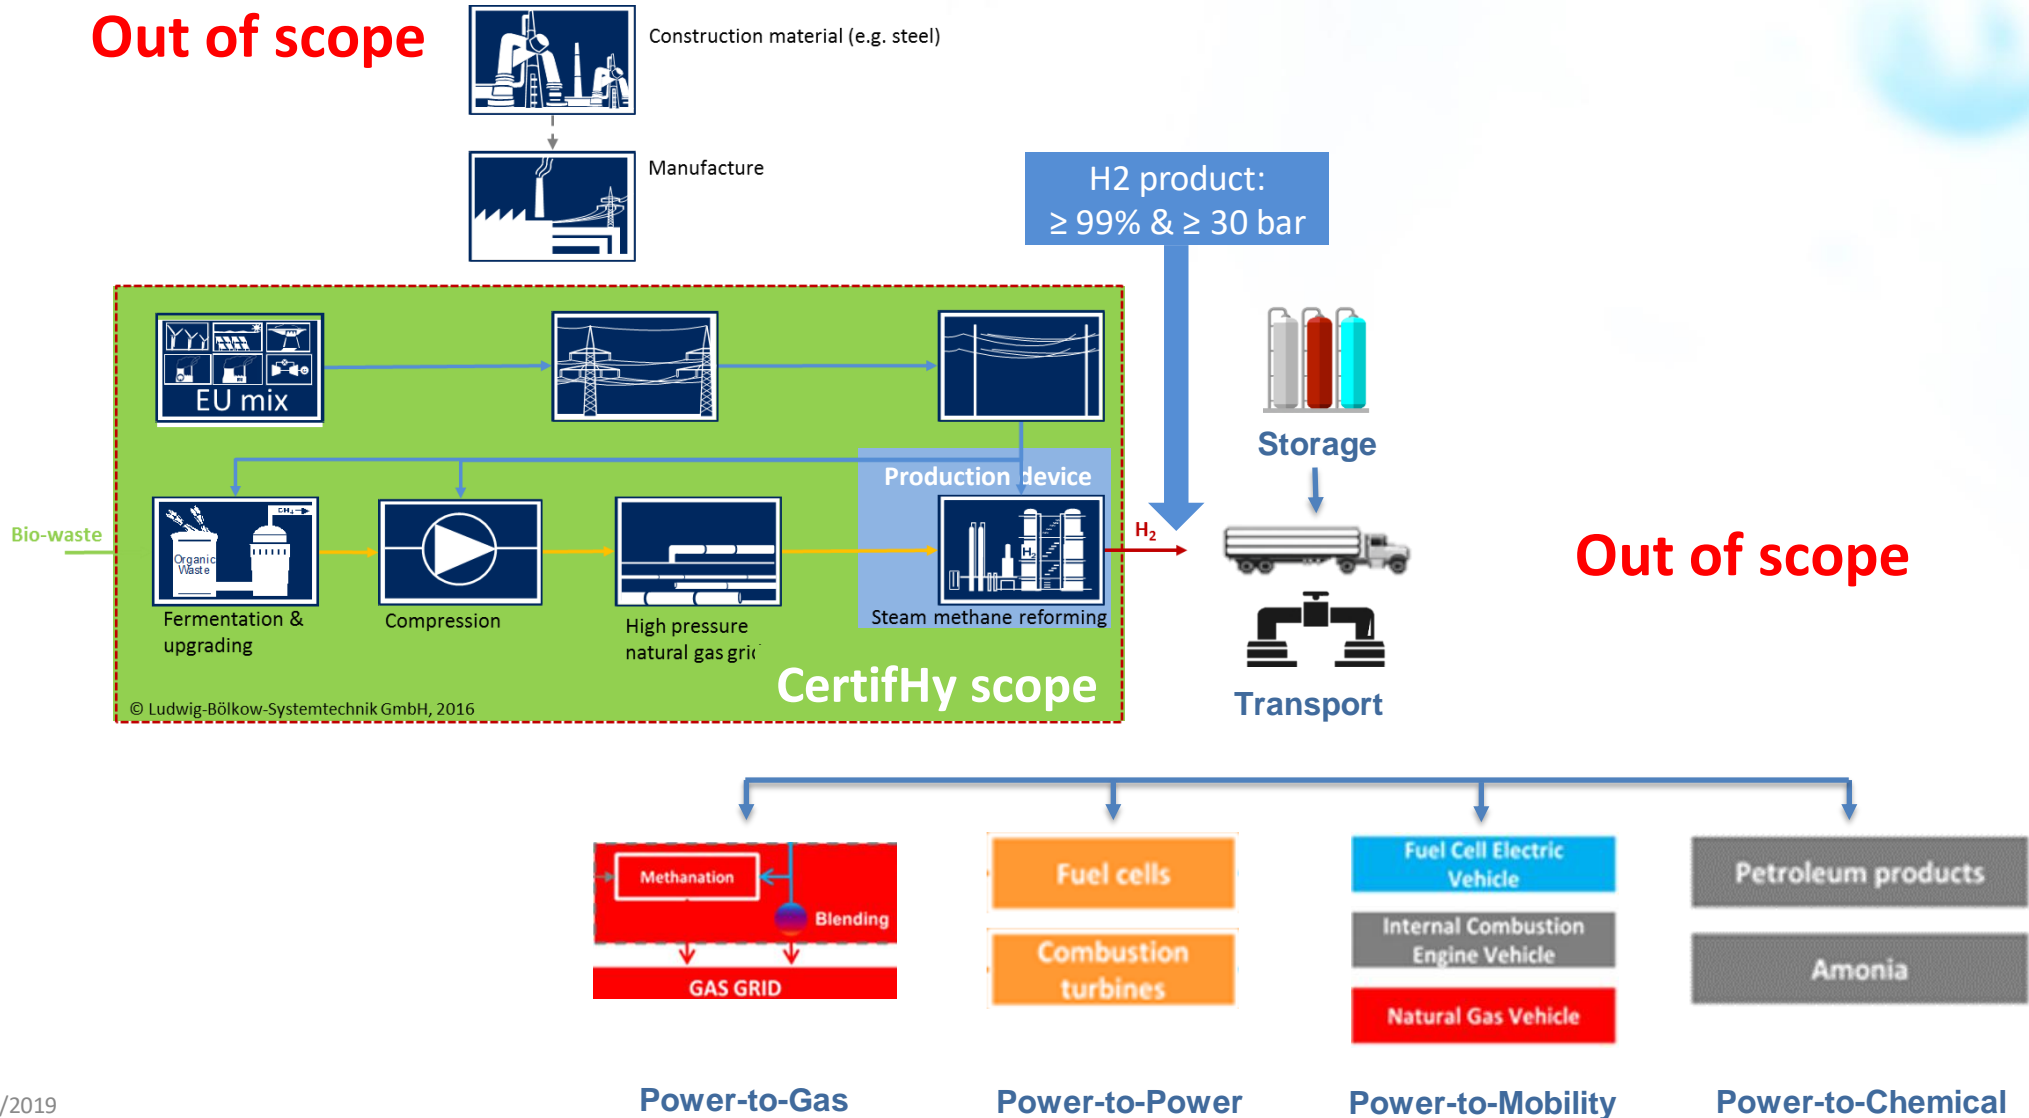 Out of scope
Construction material (e.g. steel)
Manufacture
H2 product:
≥ 99% & ≥ 30 bar
EU mix
Storage
Production device
Bio-waste
CH₄
Organic
Waste
H₂
H₂
Out of scope
Fermentation &
upgrading
Compression
High pressure
natural gas grid
Steam methane reforming
CertifHy scope
© Ludwig-Bölkow-Systemtechnik GmbH, 2016
Transport
Methanation
Blending
GAS GRID
Fuel cells
Combustion
turbines
Fuel Cell Electric
Vehicle
Internal Combustion
Engine Vehicle
Natural Gas Vehicle
Petroleum products
Amonia
Power-to-Gas
Power-to-Power
Power-to-Mobility
Power-to-Chemical
/2019